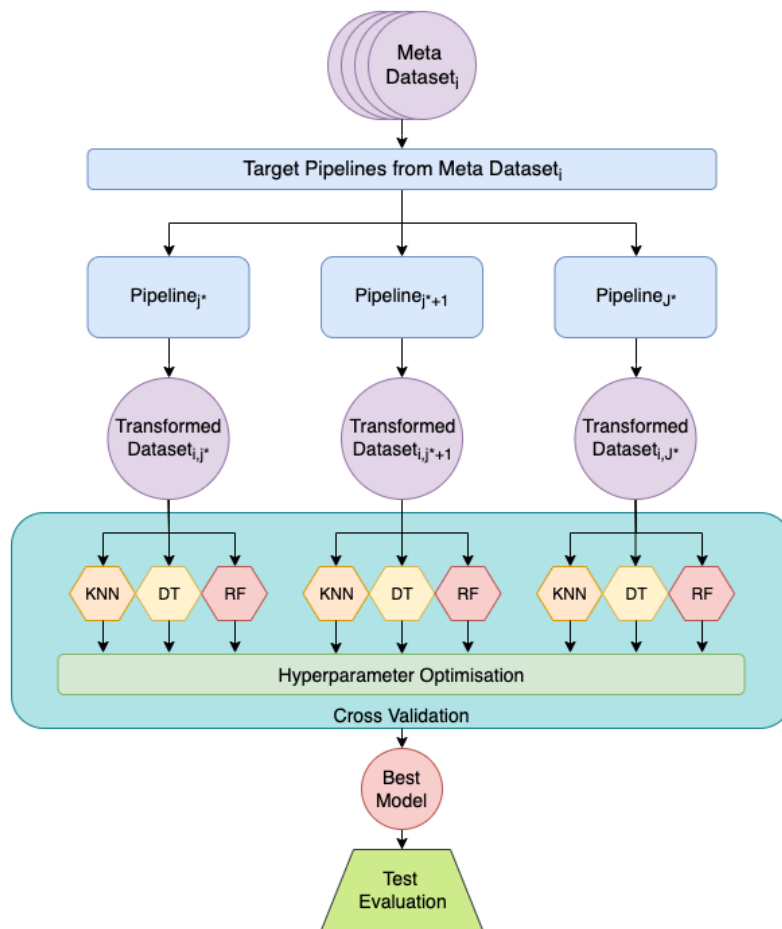 Meta
Dataset_i
Target Pipelines from Meta Dataset_i
Pipeline_j*
Pipeline_j*+1
Pipeline_J*
Transformed
Dataset_i,j*
Transformed
Dataset_i,j*+1
Transformed
Dataset_i,J*
KNN DT RF KNN DT RF KNN DT RF
Hyperparameter Optimisation
Cross Validation
Best
Model
Test
Evaluation